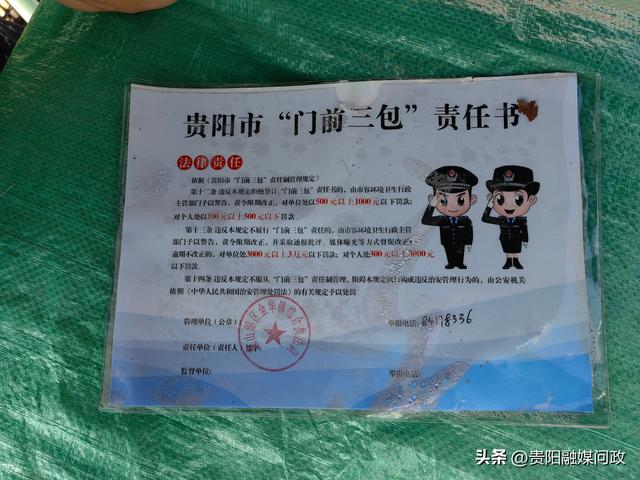 贵阳市“门前三包”责任书
法律责任
依据《贵阳市“门前三包”责任制管理规定》
第十二条 违反本规定拒绝签订“门前三包”责任书的，由市容环境卫生行政
主管部门予以警告，责令限期改正，对单位处以500元以上1000元以下罚款；
对个人处以100元以上500元以下罚款。
第十三条 违反本规定不履行“门前三包”责任的，由市容环境卫生行政主管
部门予以警告，责令限期改正，并采取通报批评、媒体曝光等方式督促改正；
逾期不改正的，对单位处3000元以上3万元以下罚款；对个人处300元以上3000元
以下罚款。
第十四条 违反本规定不服从“门前三包”责任制管理，阻碍本规定执行构成违反治安管理行为的，由公安机关
依照《中华人民共和国治安管理处罚法》的有关规定予以处罚。
管理单位（公章）：
举报电话：84178336
责任单位（责任人）签字：
监督单位：
举报电话：
头条 @贵阳融媒问政